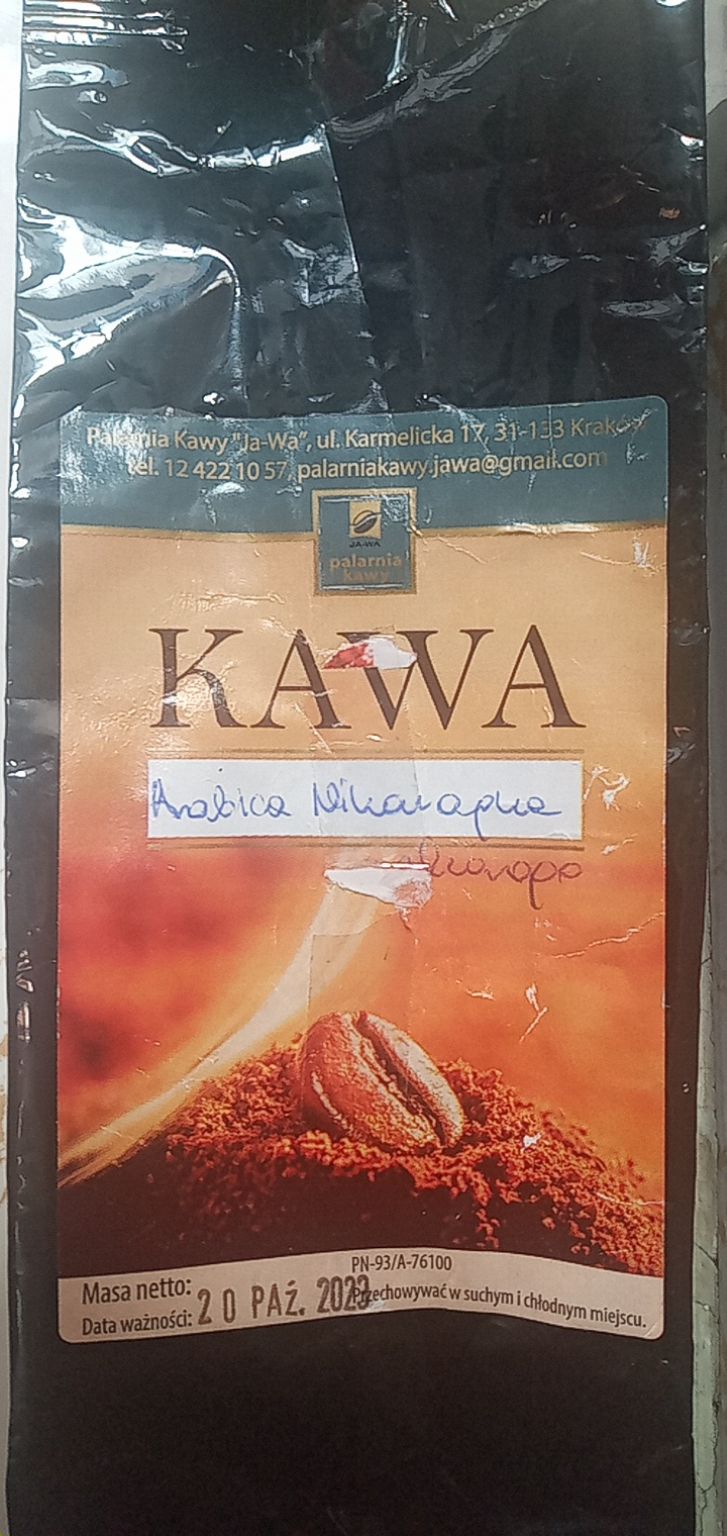 Palarnia Kawy "Ja-Wa", ul. Karmelicka 17, 31-133 Kraków
tel. 12 422 10 57, palarniakawy.jawa@gmail.com
JA-WA
palarnia
kawy
KAWA
Arabica Nikaragua
PN-93/A-76100
Masa netto:
Data ważności: 20 PAŹ. 2023
Przechowywać w suchym i chłodnym miejscu.